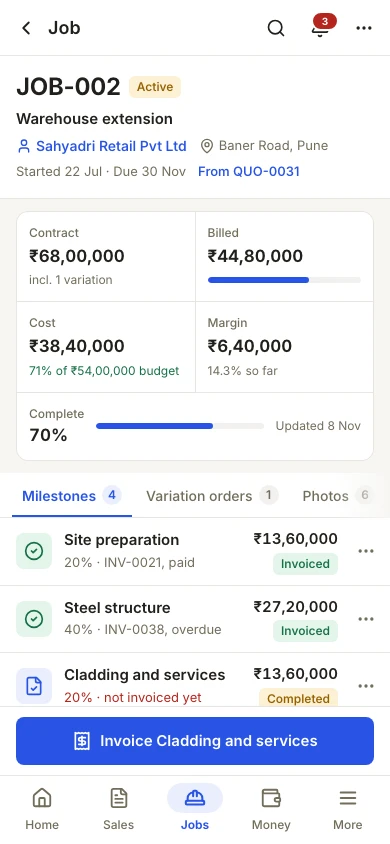 Job
3
JOB-002 Active
Warehouse extension
Sahyadri Retail Pvt Ltd Baner Road, Pune
Started 22 Jul · Due 30 Nov From QUO-0031
Contract
₹68,00,000
incl. 1 variation
Billed
₹44,80,000
Cost
₹38,40,000
71% of ₹54,00,000 budget
Margin
₹6,40,000
14.3% so far
Complete
70%
Updated 8 Nov
Milestones 4 Variation orders 1 Photos 6
Site preparation ₹13,60,000
20% · INV-0021, paid Invoiced
Steel structure ₹27,20,000
40% · INV-0038, overdue Invoiced
Cladding and services ₹13,60,000
20% · not invoiced yet Completed
Invoice Cladding and services
Home Sales Jobs Money More